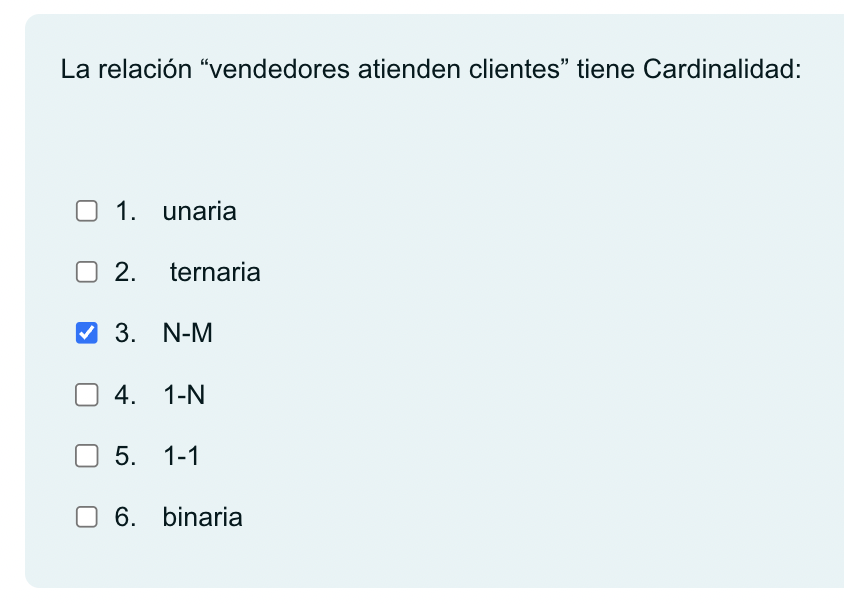 La relación “vendedores atienden clientes” tiene Cardinalidad:
1. unaria
2. ternaria
3. N-M
4. 1-N
5. 1-1
6. binaria